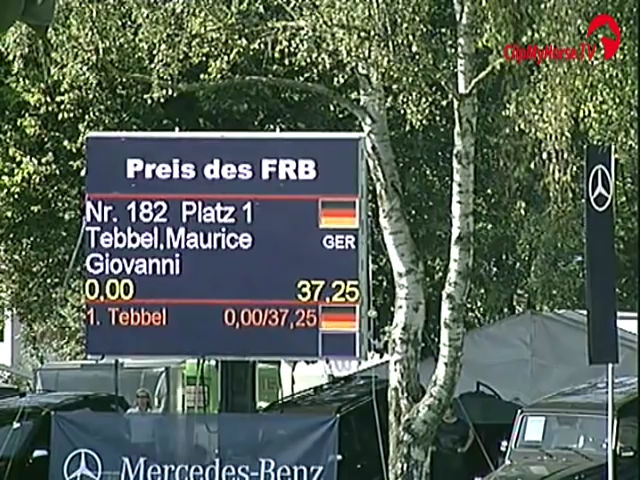 ClipMyHorse.TV
Preis des FRB
Nr. 182 Platz 1
Tebbel,Maurice GER
Giovanni
0.00 37,25
1. Tebbel 0,00/37,25
Mercedes-Benz